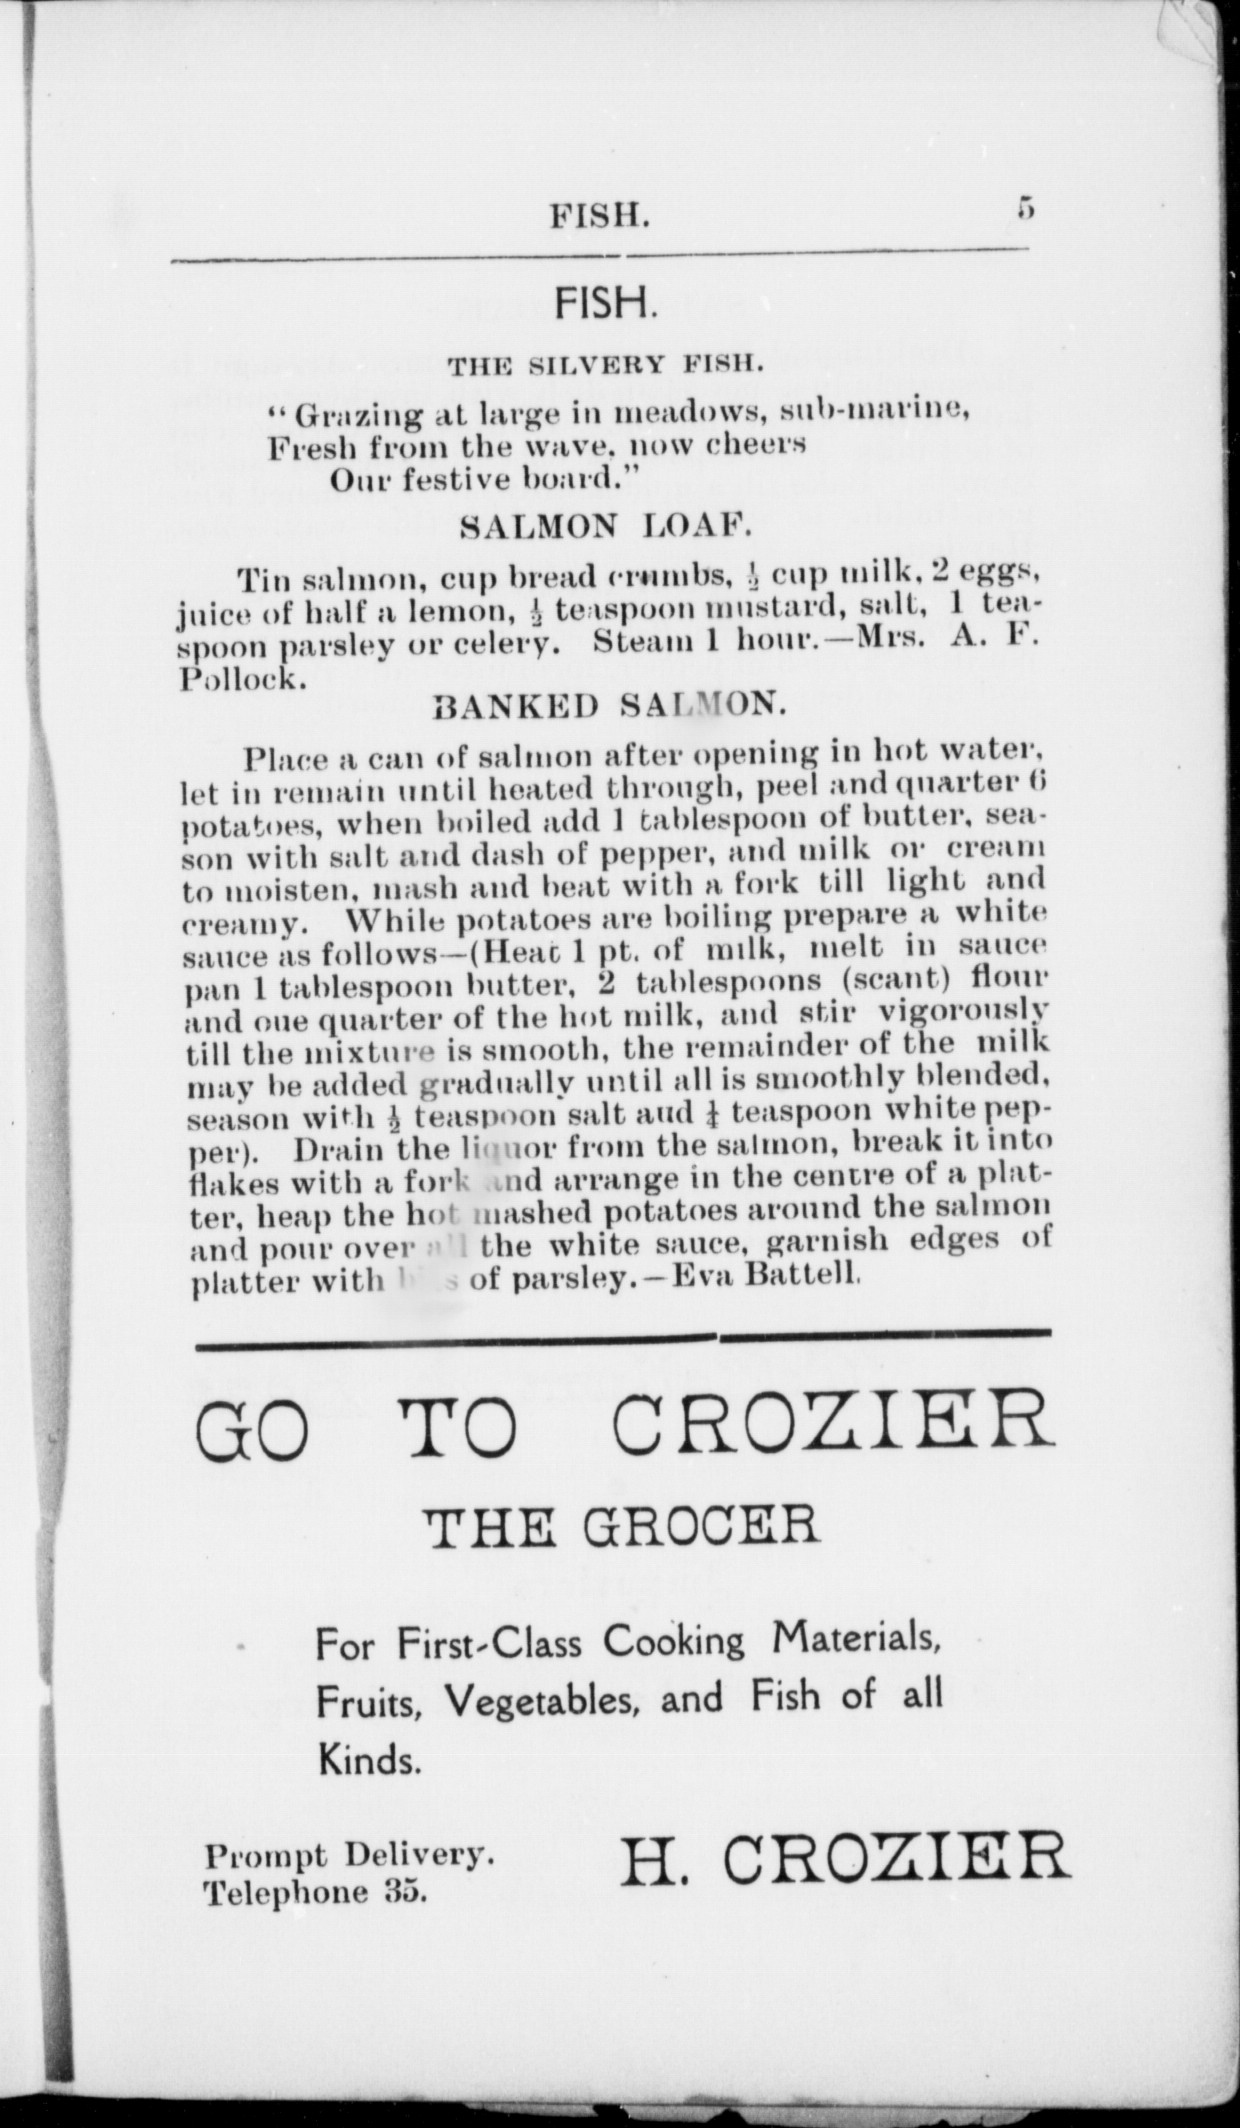 FISH. 5
FISH.
THE SILVERY FISH.
“Grazing at large in meadows, sub-marine,
Fresh from the wave, now cheers
Our festive board.”
SALMON LOAF.
Tin salmon, cup bread crumbs, ½ cup milk, 2 eggs,
juice of half a lemon, ½ teaspoon mustard, salt, 1 tea-
spoon parsley or celery. Steam 1 hour.—Mrs. A. F.
Pollock.
BANKED SALMON.
Place a can of salmon after opening in hot water,
let in remain until heated through, peel and quarter 6
potatoes, when boiled add 1 tablespoon of butter, sea-
son with salt and dash of pepper, and milk or cream
to moisten, mash and beat with a fork till light and
creamy. While potatoes are boiling prepare a white
sauce as follows—(Heat 1 pt. of milk, melt in sauce
pan 1 tablespoon butter, 2 tablespoons (scant) flour
and one quarter of the hot milk, and stir vigorously
till the mixture is smooth, the remainder of the milk
may be added gradually until all is smoothly blended,
season with ½ teaspoon salt and ¼ teaspoon white pep-
per). Drain the liquor from the salmon, break it into
flakes with a fork and arrange in the centre of a plat-
ter, heap the hot mashed potatoes around the salmon
and pour over all the white sauce, garnish edges of
platter with of parsley.—Eva Battell.
GO TO CROZIER
THE GROCER
For First-Class Cooking Materials,
Fruits, Vegetables, and Fish of all
Kinds.
Prompt Delivery.
Telephone 35.
H. CROZIER